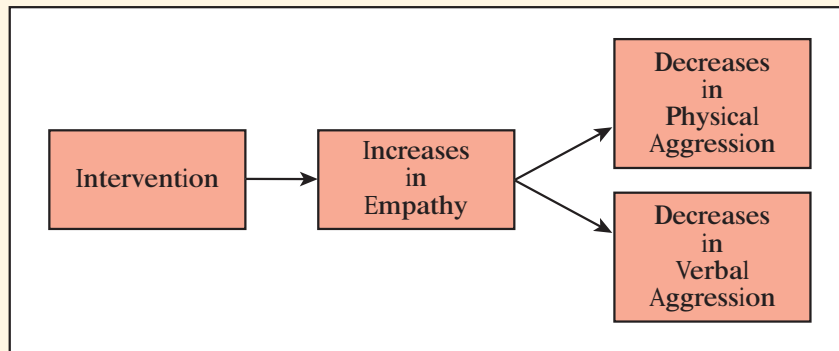 Intervention
Increases
in
Empathy
Decreases
in
Physical
Aggression
Decreases
in
Verbal
Aggression